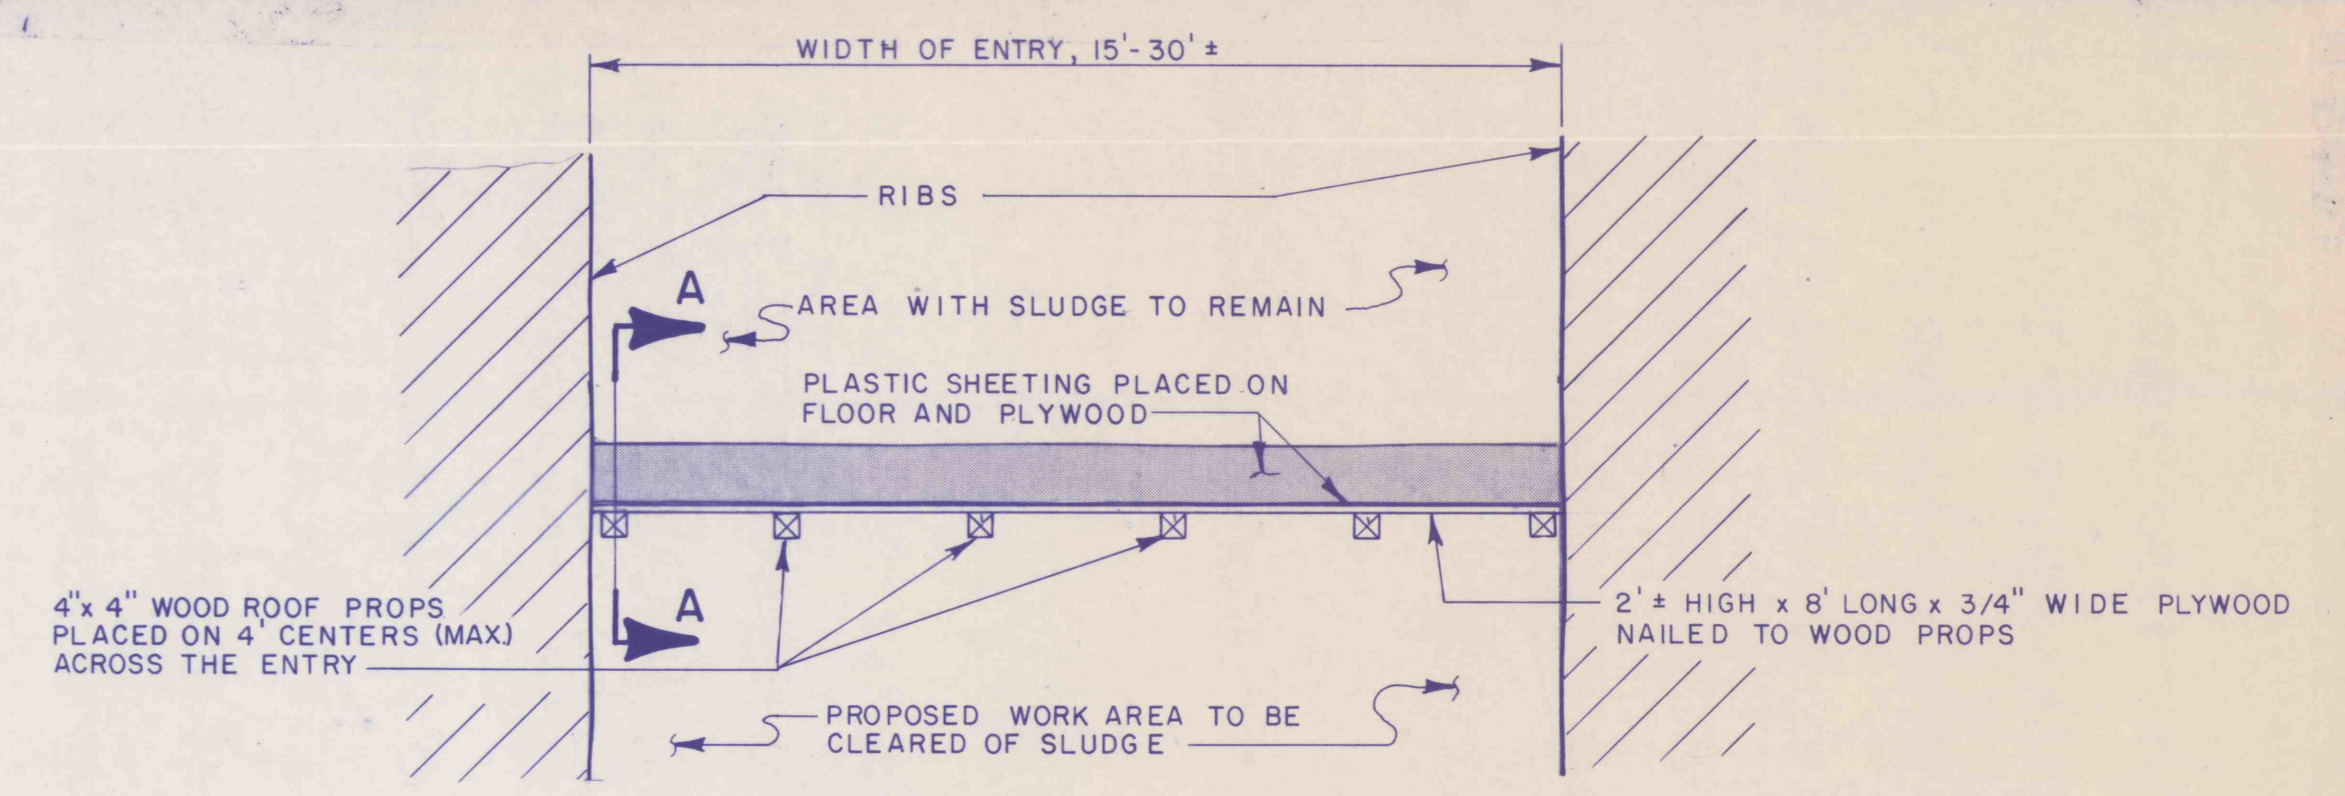 WIDTH OF ENTRY, 15'-30' ±
RIBS
A
AREA WITH SLUDGE TO REMAIN
PLASTIC SHEETING PLACED ON
FLOOR AND PLYWOOD
4"x 4" WOOD ROOF PROPS
PLACED ON 4' CENTERS (MAX.)
ACROSS THE ENTRY
A
2' ± HIGH x 8' LONG x 3/4" WIDE PLYWOOD
NAILED TO WOOD PROPS
PROPOSED WORK AREA TO BE
CLEARED OF SLUDGE